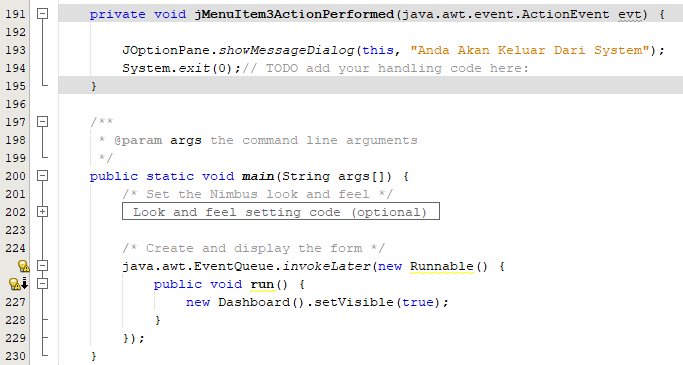 191 private void jMenuItem3ActionPerformed(java.awt.event.ActionEvent evt) {
192
193 JOptionPane.showMessageDialog(this, "Anda Akan Keluar Dari System");
194 System.exit(0);// TODO add your handling code here:
195 }
196
197 /**
198 * @param args the command line arguments
199 */
200 public static void main(String args[]) {
201 /* Set the Nimbus look and feel */
202 Look and feel setting code (optional)
223
224 /* Create and display the form */
java.awt.EventQueue.invokeLater(new Runnable() {
public void run() {
227 new Dashboard().setVisible(true);
228 }
229 });
230 }